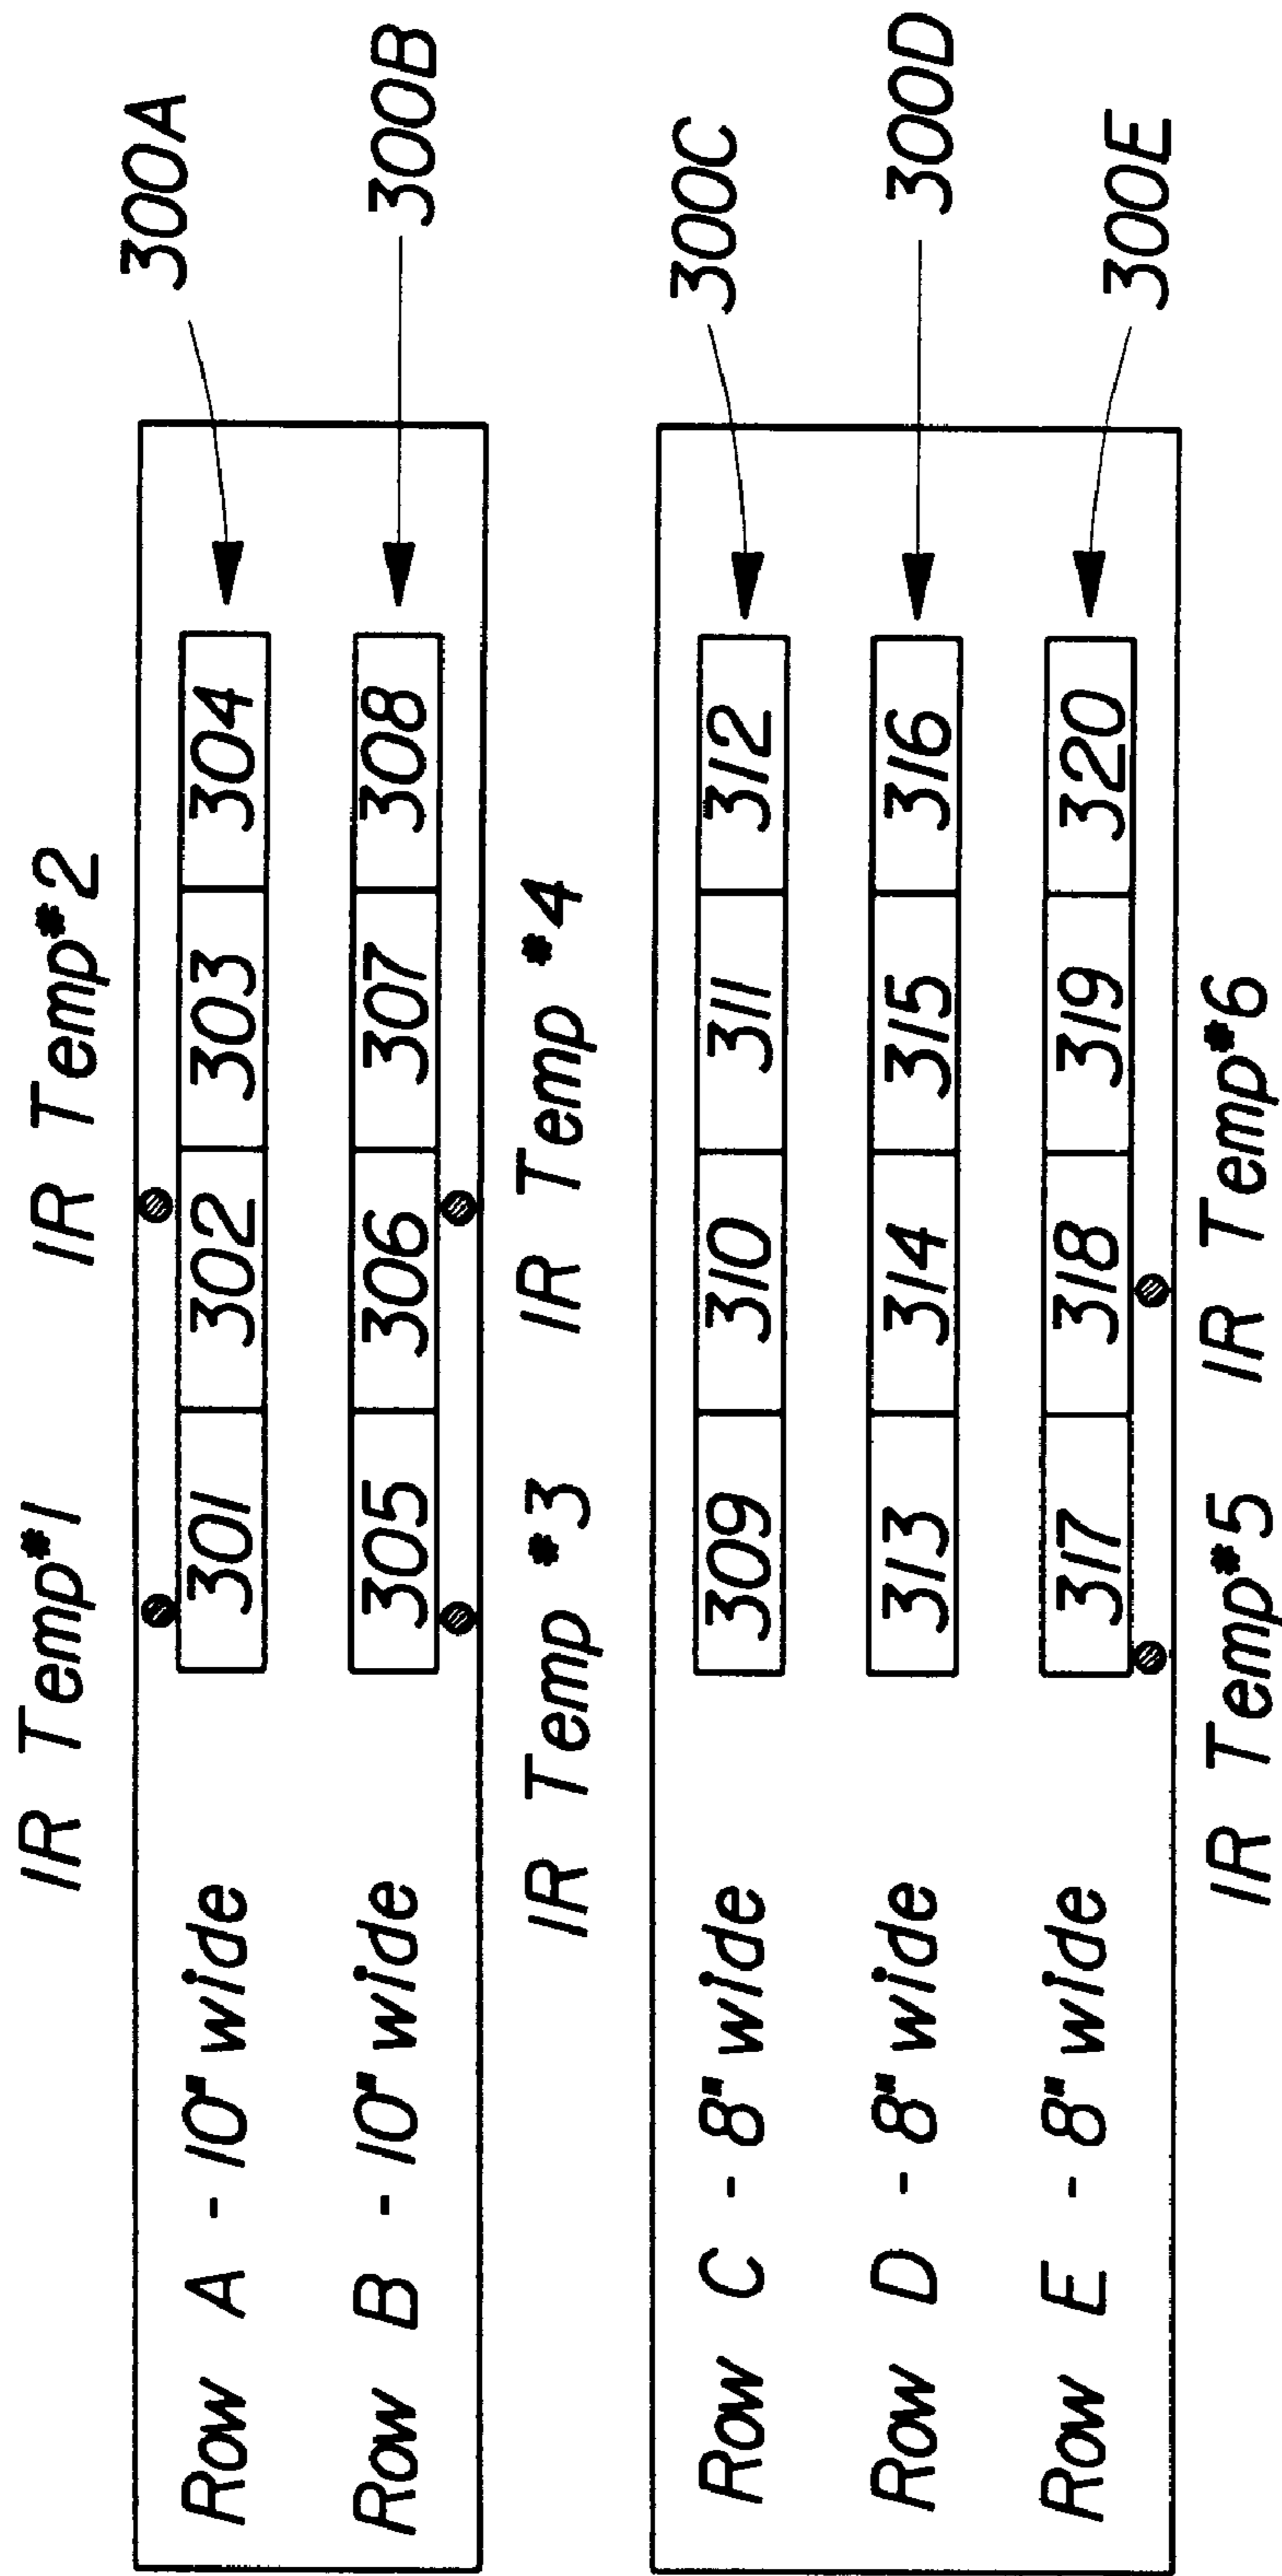 IR Temp*1 IR Temp*2
Row A - 10" wide 301 302 303 304 300A
Row B - 10" wide 305 306 307 308 300B
IR Temp *3 IR Temp *4
Row C - 8" wide 309 310 311 312 300C
Row D - 8" wide 313 314 315 316 300D
Row E - 8" wide 317 318 319 320 300E
IR Temp*5 IR Temp*6